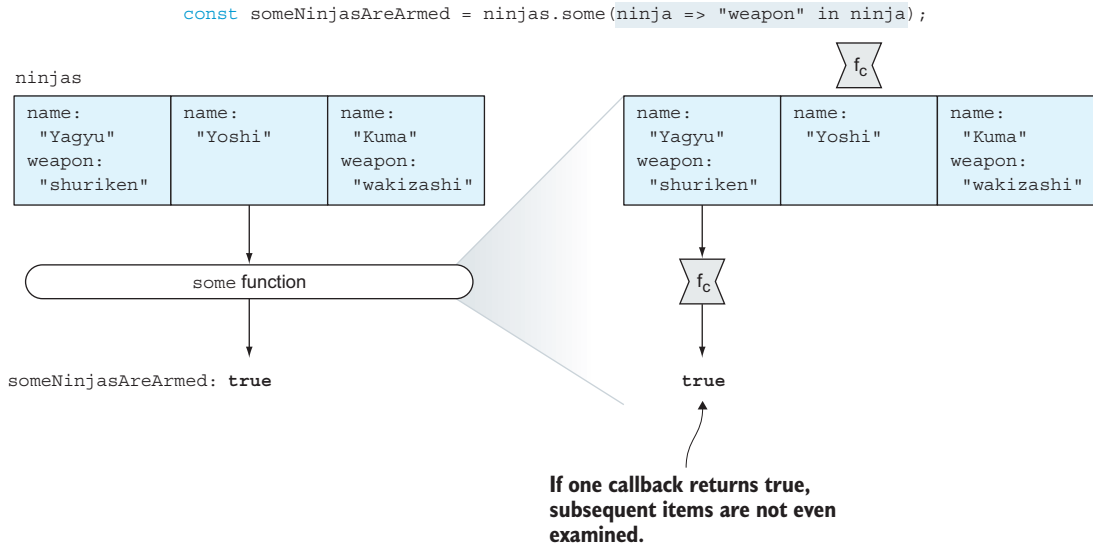 const someNinjasAreArmed = ninjas.some(ninja => "weapon" in ninja);
fc
ninjas
name:
"Yagyu"
weapon:
"shuriken"
name:
"Yoshi"
name:
"Kuma"
weapon:
"wakizashi"
some function
someNinjasAreArmed: true
name:
"Yagyu"
weapon:
"shuriken"
name:
"Yoshi"
name:
"Kuma"
weapon:
"wakizashi"
fc
true
If one callback returns true,
subsequent items are not even
examined.